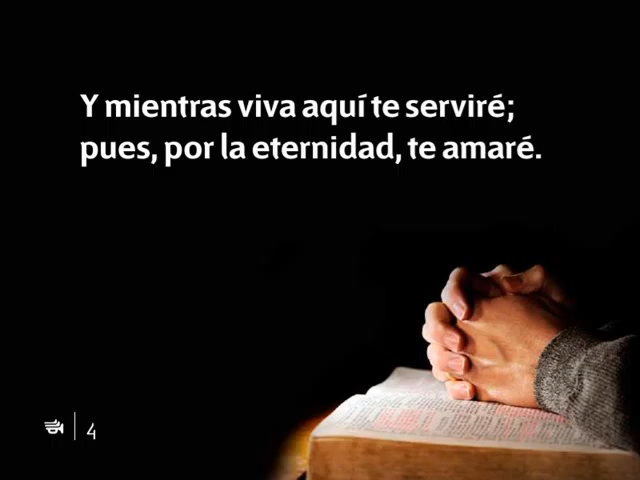 Y mientras viva aquí te serviré;
pues, por la eternidad, te amaré.
4